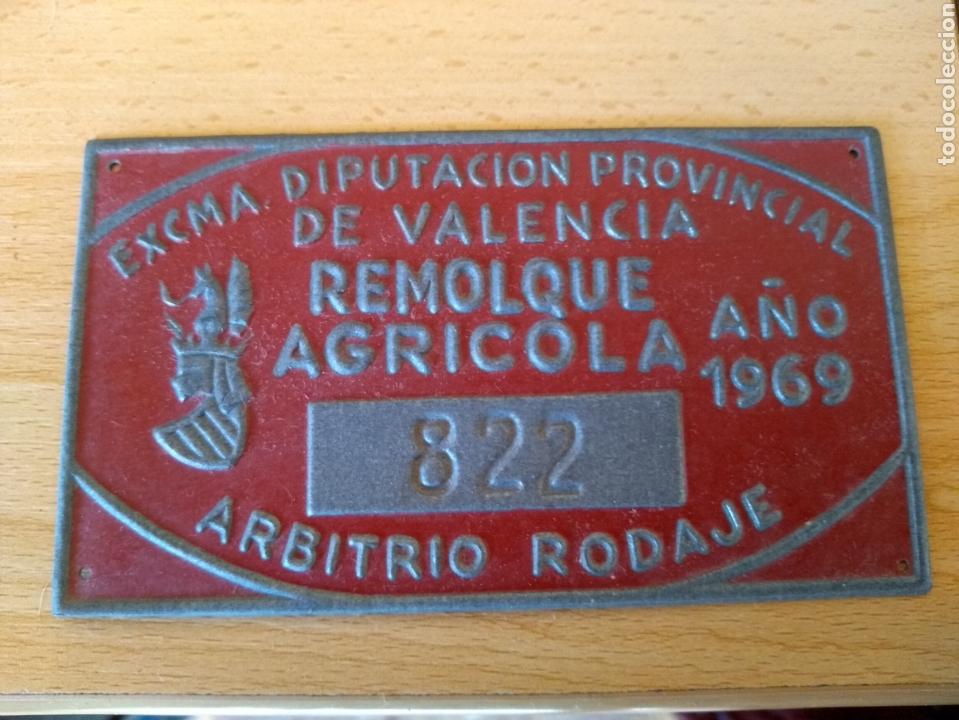 EXCMA. DIPUTACION PROVINCIAL
DE VALENCIA
REMOLQUE
AGRICOLA
AÑO
1969
822
ARBITRIO RODAJE
todocoleccion